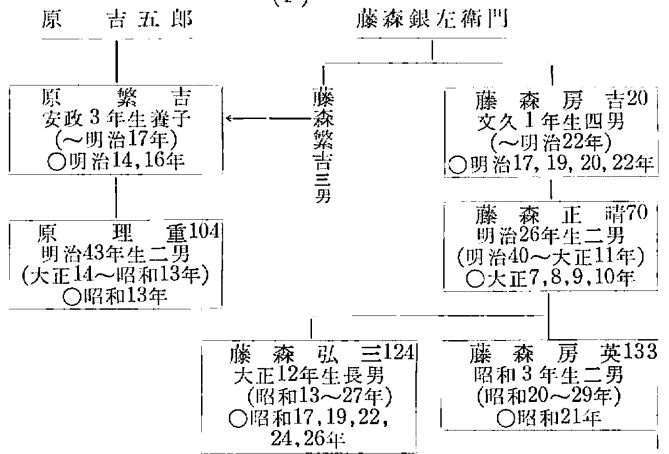 原吉五郎
藤森銀左衛門
原繁吉
安政3年生養子
(〜明治17年)
○明治14,16年
藤森繁吉三男
藤森房吉20
文久1年生四男
(〜明治22年)
○明治17,19,20,22年
原理重104
明治43年生二男
(大正14〜昭和13年)
○昭和13年
藤森正晴70
明治26年生二男
(明治40〜大正11年)
○大正7,8,9,10年
藤森弘三124
大正12年生長男
(昭和13〜27年)
○昭和17,19,22,
24,26年
藤森房英133
昭和3年生二男
(昭和20〜29年)
○昭和21年